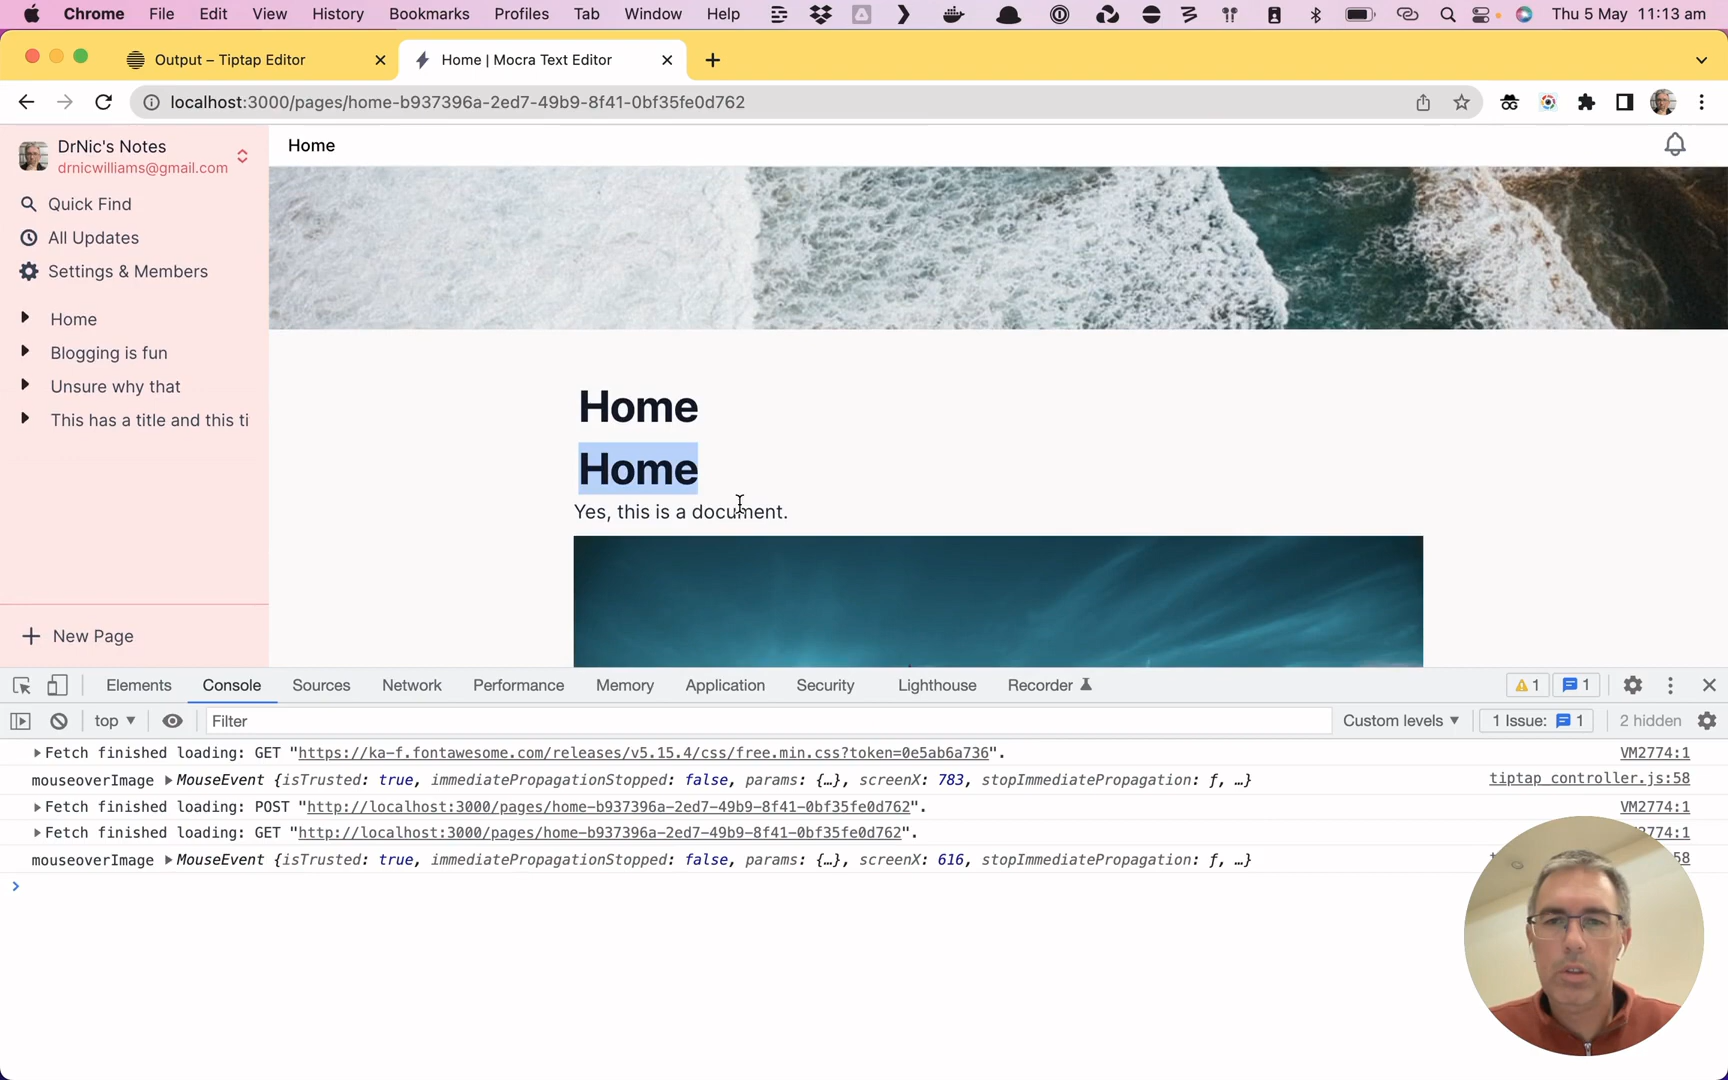 Chrome File Edit View History Bookmarks Profiles Tab Window Help Thu 5 May 11:13 am
Output – Tiptap Editor Home | Mocra Text Editor
localhost:3000/pages/home-b937396a-2ed7-49b9-8f41-0bf35fe0d762
DrNic's Notes
drnicwilliams@gmail.com
Quick Find
All Updates
Settings & Members
Home
Blogging is fun
Unsure why that
This has a title and this ti
New Page
Home
Home
Home
Yes, this is a document.
Elements Console Sources Network Performance Memory Application Security Lighthouse Recorder 1 1
top Filter Custom levels 1 Issue: 1 2 hidden
Fetch finished loading: GET "https://ka-f.fontawesome.com/releases/v5.15.4/css/free.min.css?token=0e5ab6a736". VM2774:1
mouseoverImage MouseEvent {isTrusted: true, immediatePropagationStopped: false, params: {…}, screenX: 783, stopImmediatePropagation: ƒ, …} tiptap_controller.js:58
Fetch finished loading: POST "http://localhost:3000/pages/home-b937396a-2ed7-49b9-8f41-0bf35fe0d762". VM2774:1
Fetch finished loading: GET "http://localhost:3000/pages/home-b937396a-2ed7-49b9-8f41-0bf35fe0d762". 2774:1
mouseoverImage MouseEvent {isTrusted: true, immediatePropagationStopped: false, params: {…}, screenX: 616, stopImmediatePropagation: ƒ, …} 58